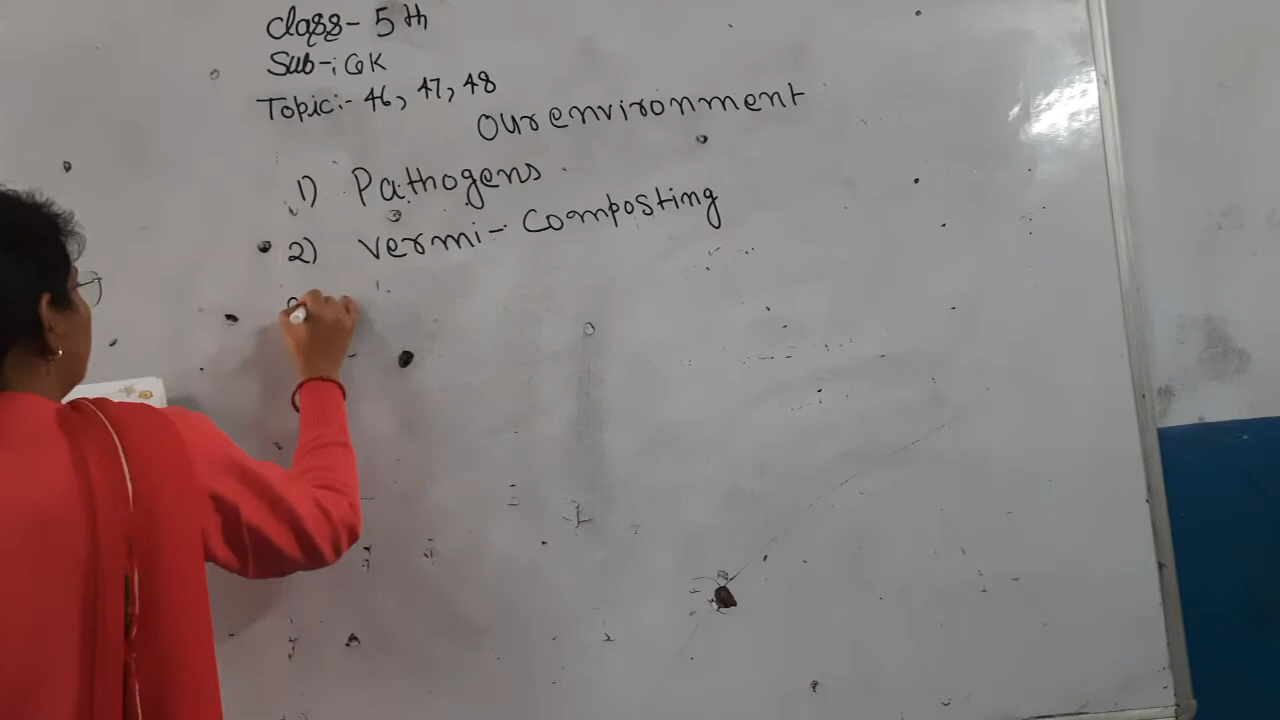 Class- 5th
Sub-: GK
Topic:- 46, 47, 48
Our environment
1) Pathogens
2) Vermi- Composting